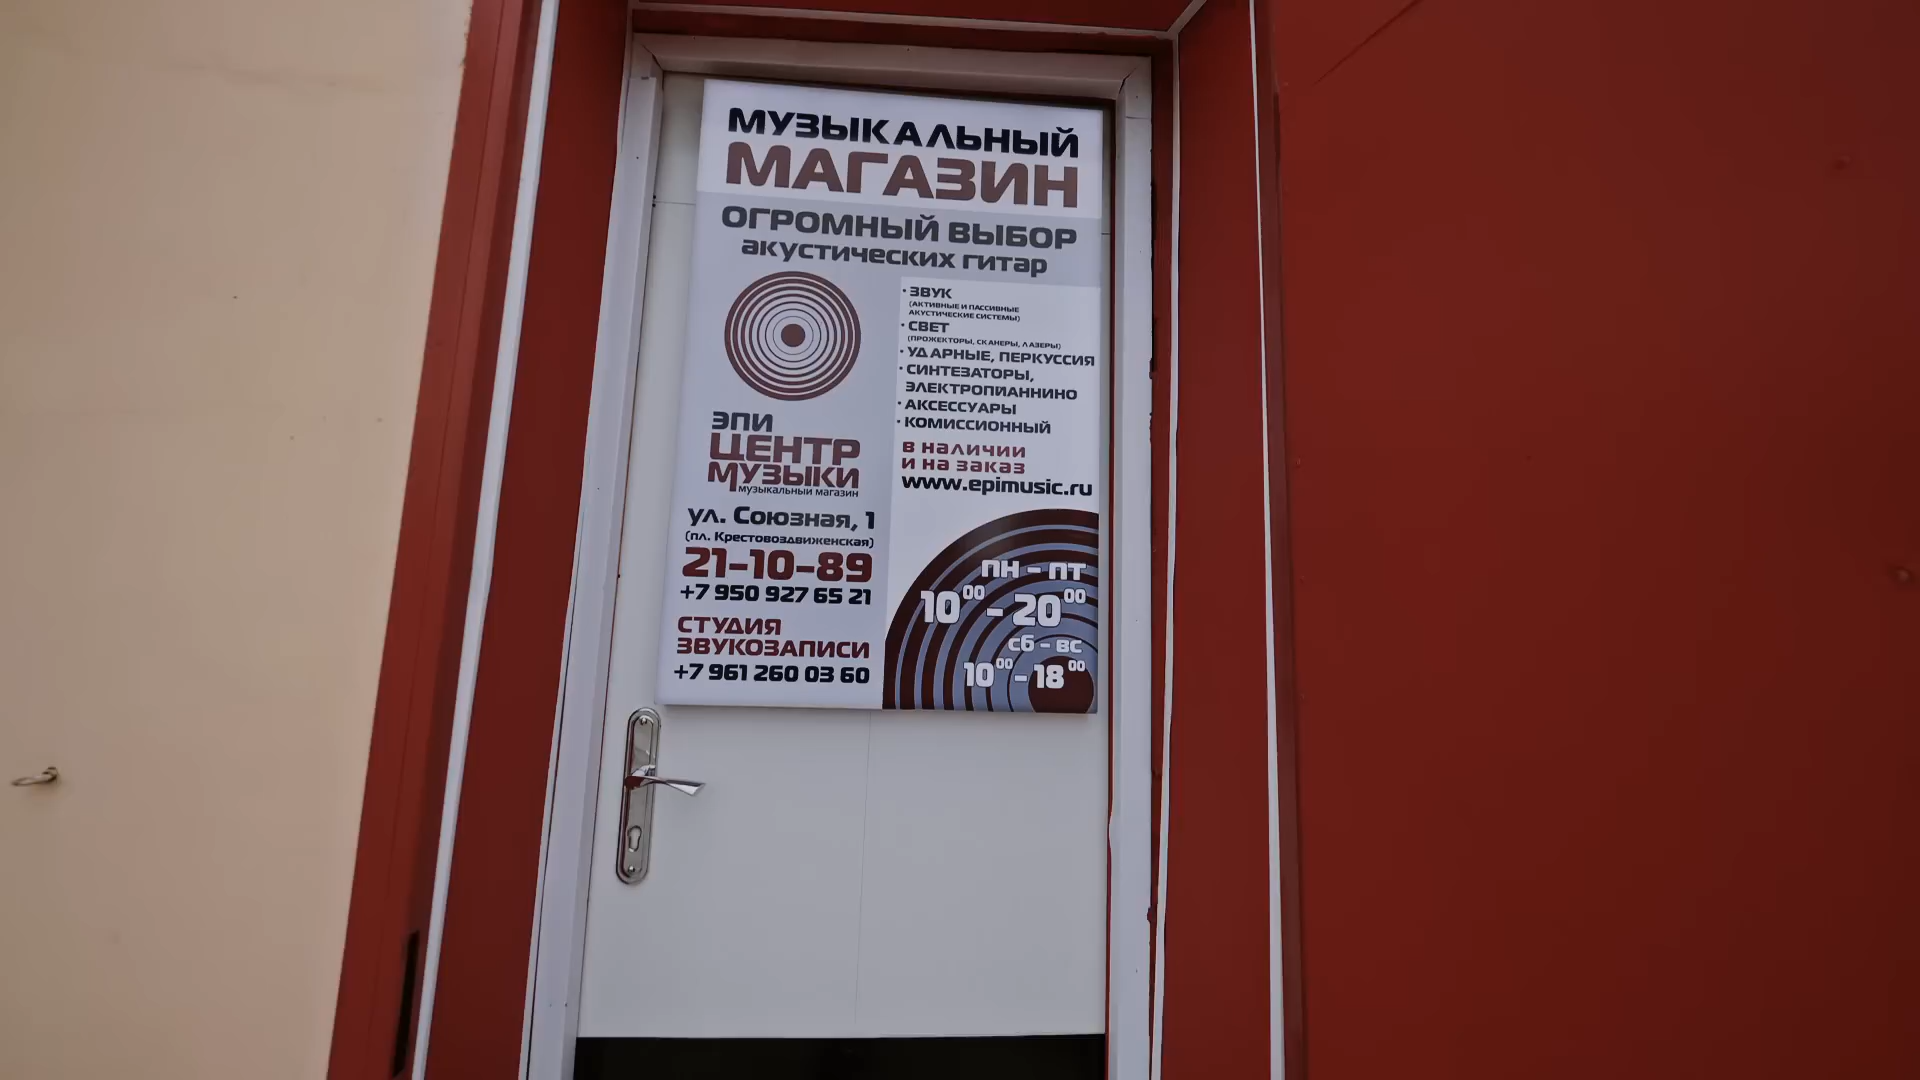 МУЗЫКАЛЬНЫЙ
МАГАЗИН
ОГРОМНЫЙ ВЫБОР
акустических гитар
ЭПИ
ЦЕНТР
МУЗЫКИ
музыкальный магазин
ул. Союзная, 1
(пл. Крестовоздвиженская)
21-10-89
+7 950 927 65 21
СТУДИЯ
ЗВУКОЗАПИСИ
+7 961 260 03 60
• ЗВУК
(АКТИВНЫЕ И ПАССИВНЫЕ
АКУСТИЧЕСКИЕ СИСТЕМЫ)
• СВЕТ
(ПРОЖЕКТОРЫ, СКАНЕРЫ, ЛАЗЕРЫ)
• УДАРНЫЕ, ПЕРКУССИЯ
• СИНТЕЗАТОРЫ,
ЭЛЕКТРОПИАННИНО
• АКСЕССУАРЫ
• КОМИССИОННЫЙ
в наличии
и на заказ
www.epimusic.ru
пн - пт
10⁰⁰ - 20⁰⁰
сб - вс
10⁰⁰ - 18⁰⁰